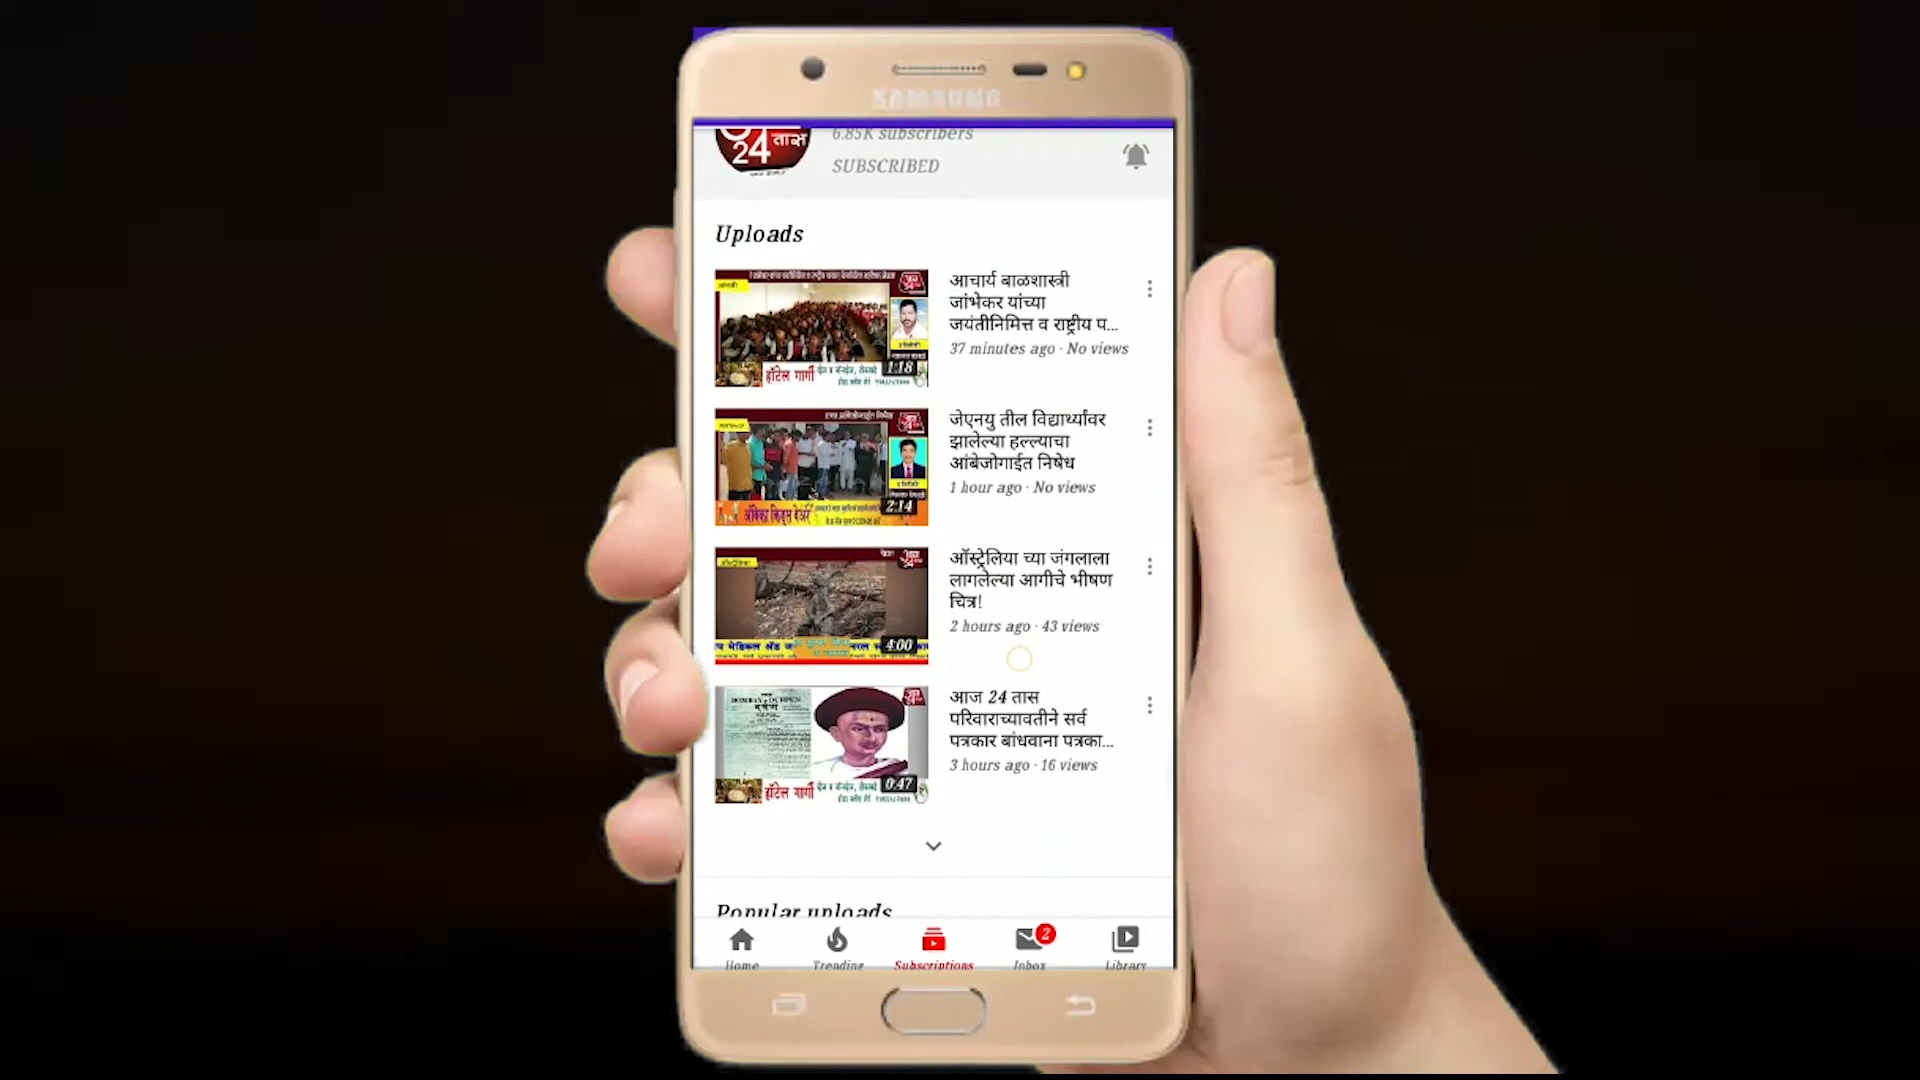 SAMSUNG
24 तास
6.85K subscribers
SUBSCRIBED
Uploads
आचार्य बाळशास्त्री
जांभेकर यांच्या
जयंतीनिमित्त व राष्ट्रीय प...
37 minutes ago · No views
हॉटेल गार्गी
1:18
जेएनयु तील विद्यार्थ्यांवर
झालेल्या हल्ल्याचा
आंबेजोगाईत निषेध
1 hour ago · No views
अंबिका किड्स वेअर
2:14
ऑस्ट्रेलिया च्या जंगलाला
लागलेल्या आगीचे भीषण
चित्र!
2 hours ago · 43 views
4:00
आज 24 तास
परिवाराच्यावतीने सर्व
पत्रकार बांधवाना पत्रका...
3 hours ago · 16 views
हॉटेल गार्गी
0:47
Popular uploads
Home
Trending
Subscriptions
2
Inbox
Library